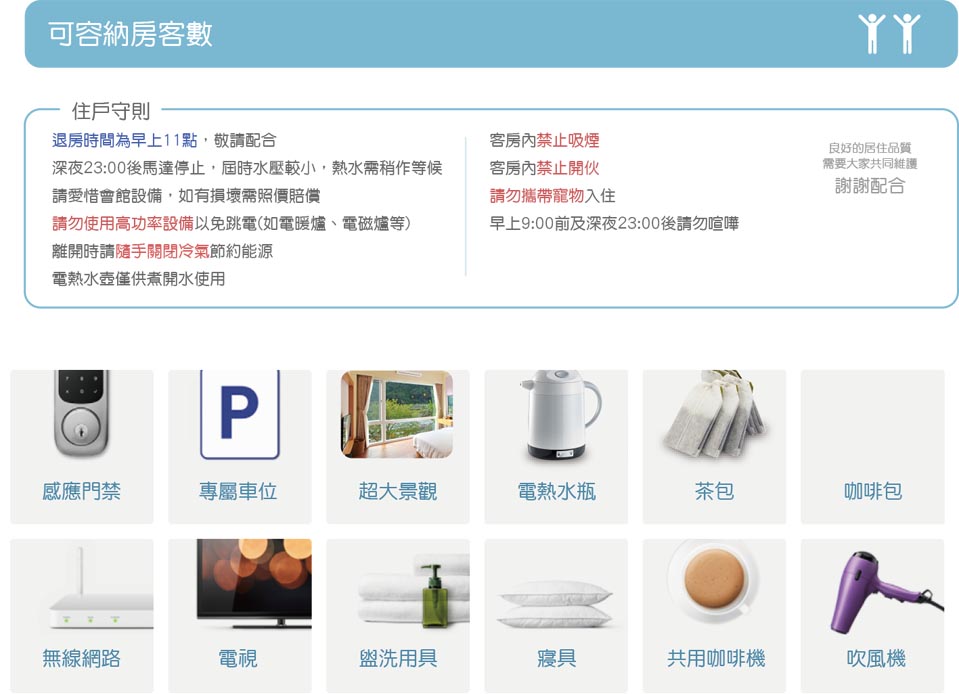 可容納房客數
住戶守則
退房時間為早上11點，敬請配合
深夜23:00後馬達停止，屆時水壓較小，熱水需稍作等候
請愛惜會館設備，如有損壞需照價賠償
請勿使用高功率設備以免跳電(如電暖爐、電磁爐等)
離開時請隨手關閉冷氣節約能源
電熱水壺僅供煮開水使用
客房內禁止吸煙
客房內禁止開伙
請勿攜帶寵物入住
早上9:00前及深夜23:00後請勿喧嘩
良好的居住品質
需要大家共同維護
謝謝配合
P
感應門禁
專屬車位
超大景觀
電熱水瓶
茶包
咖啡包
無線網路
電視
盥洗用具
寢具
共用咖啡機
吹風機